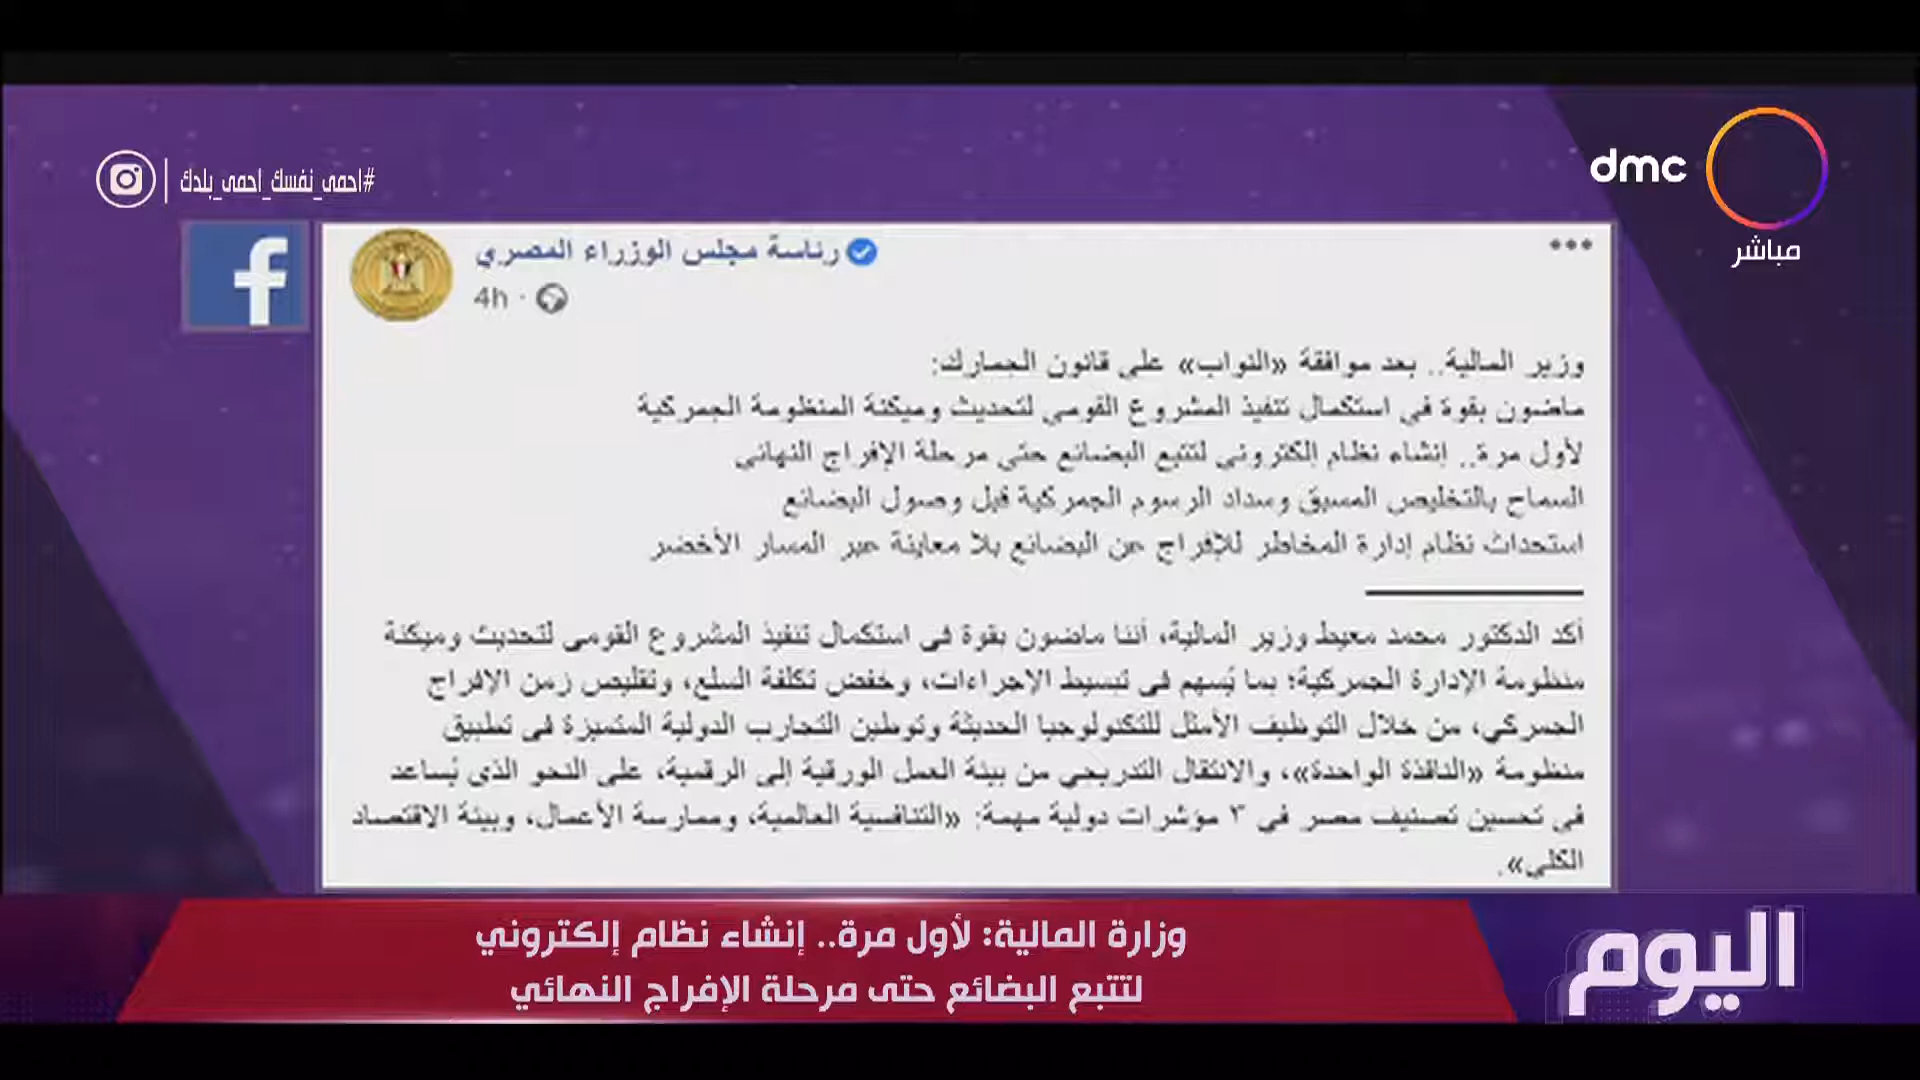 #احمى_نفسك_احمى_بلدك
dmc
مباشر
رئاسة مجلس الوزراء المصري
4h
وزير المالية.. بعد موافقة «النواب» على قانون الجمارك:
ماضون بقوة فى استكمال تنفيذ المشروع القومى لتحديث وميكنة المنظومة الجمركية
لأول مرة.. إنشاء نظام إلكترونى لتتبع البضائع حتى مرحلة الإفراج النهائى
السماح بالتخليص المسبق وسداد الرسوم الجمركية قبل وصول البضائع
استحداث نظام إدارة المخاطر للإفراج عن البضائع بلا معاينة عبر المسار الأخضر
أكد الدكتور محمد معيط وزير المالية، أننا ماضون بقوة فى استكمال تنفيذ المشروع القومى لتحديث وميكنة
منظومة الإدارة الجمركية؛ بما يُسهم فى تبسيط الإجراءات، وخفض تكلفة السلع، وتقليص زمن الإفراج
الجمركي، من خلال التوظيف الأمثل للتكنولوجيا الحديثة وتوطين التجارب الدولية المتميزة فى تطبيق
منظومة «النافذة الواحدة»، والانتقال التدريجى من بيئة العمل الورقية إلى الرقمية، على النحو الذى يُساعد
فى تحسين تصنيف مصر فى ٣ مؤشرات دولية مهمة: «التنافسية العالمية، وممارسة الأعمال، وبيئة الاقتصاد
الكلي».
وزارة المالية: لأول مرة.. إنشاء نظام إلكتروني
لتتبع البضائع حتى مرحلة الإفراج النهائي
اليوم